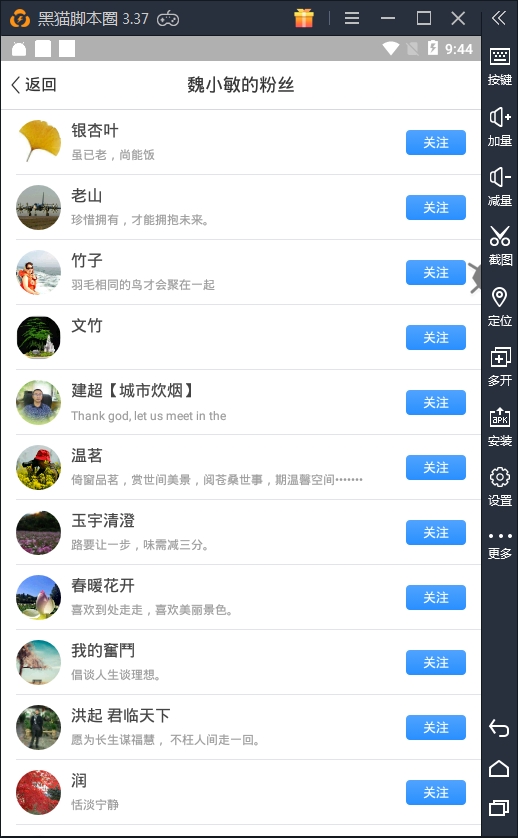 黑猫脚本圈 3.37
9:44
返回
魏小敏的粉丝
银杏叶
虽已老，尚能饭
关注
老山
珍惜拥有，才能拥抱未来。
关注
竹子
羽毛相同的鸟才会聚在一起
关注
文竹
关注
建超【城市炊烟】
Thank god, let us meet in the
关注
温茗
倚窗品茗，赏世间美景，阅苍桑世事，期温馨空间·······
关注
玉宇清澄
路要让一步，味需减三分。
关注
春暖花开
喜欢到处走走，喜欢美丽景色。
关注
我的奮鬥
倡谈人生谈理想。
关注
洪起 君临天下
愿为长生谋福慧， 不枉人间走一回。
关注
润
恬淡宁静
关注
按键
加量
减量
截图
定位
多开
APK
安装
设置
更多